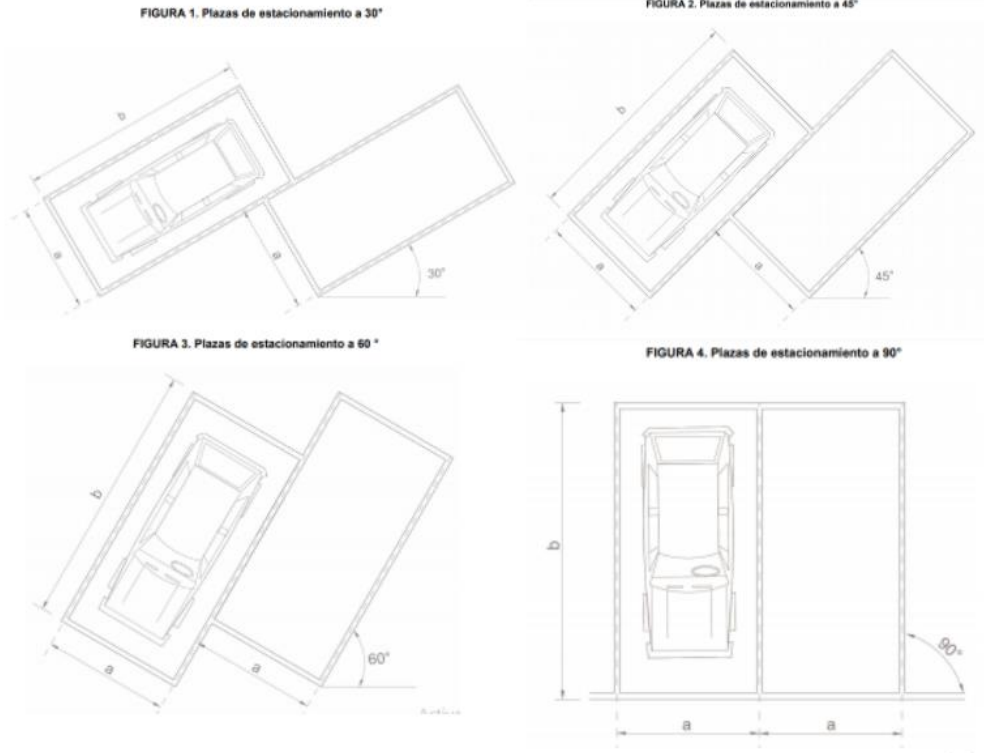 FIGURA 1. Plazas de estacionamiento a 30°
b
a
a
30°
FIGURA 2. Plazas de estacionamiento a 45°
b
a
a
45°
FIGURA 3. Plazas de estacionamiento a 60 °
b
a
a
60°
FIGURA 4. Plazas de estacionamiento a 90°
b
90°
a
a